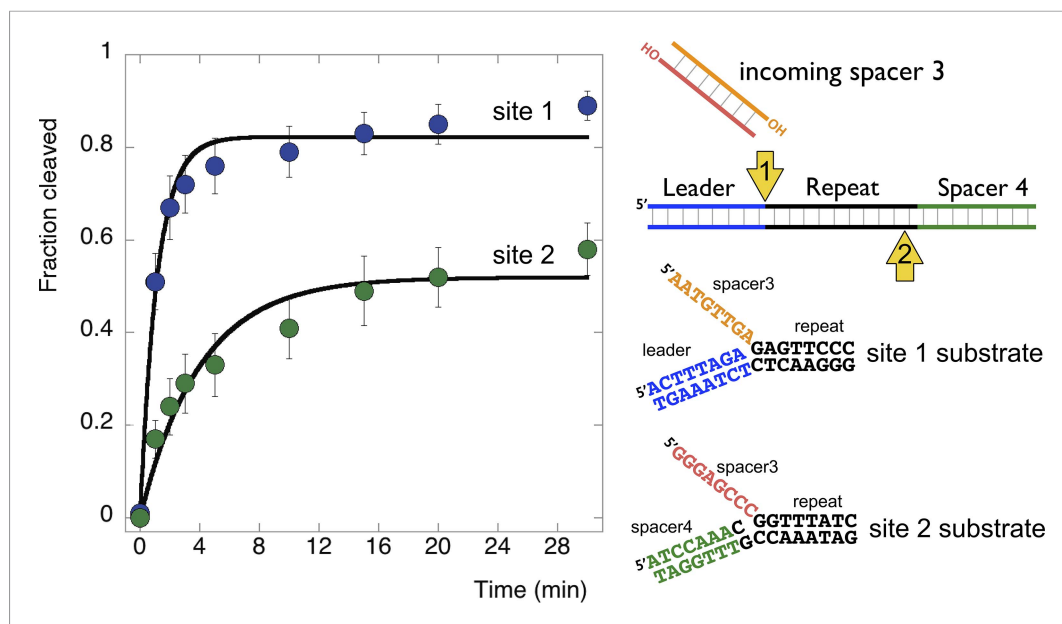 1
0.8
0.6
0.4
0.2
0
Fraction cleaved
site 1
site 2
0 4 8 12 16 20 24 28
Time (min)
HO
OH
incoming spacer 3
1
Leader Repeat Spacer 4
5'
2
spacer3
5'AATGTTGA
repeat
GAGTTCCC
CTCAAGGG
leader
5'ACTTTAGA
TGAAATCT
site 1 substrate
spacer3
5'GGGAGCCC
repeat
GGTTTATC
GCCAAATAG
spacer4
5'ATCCAAAC
TAGGTTT
site 2 substrate